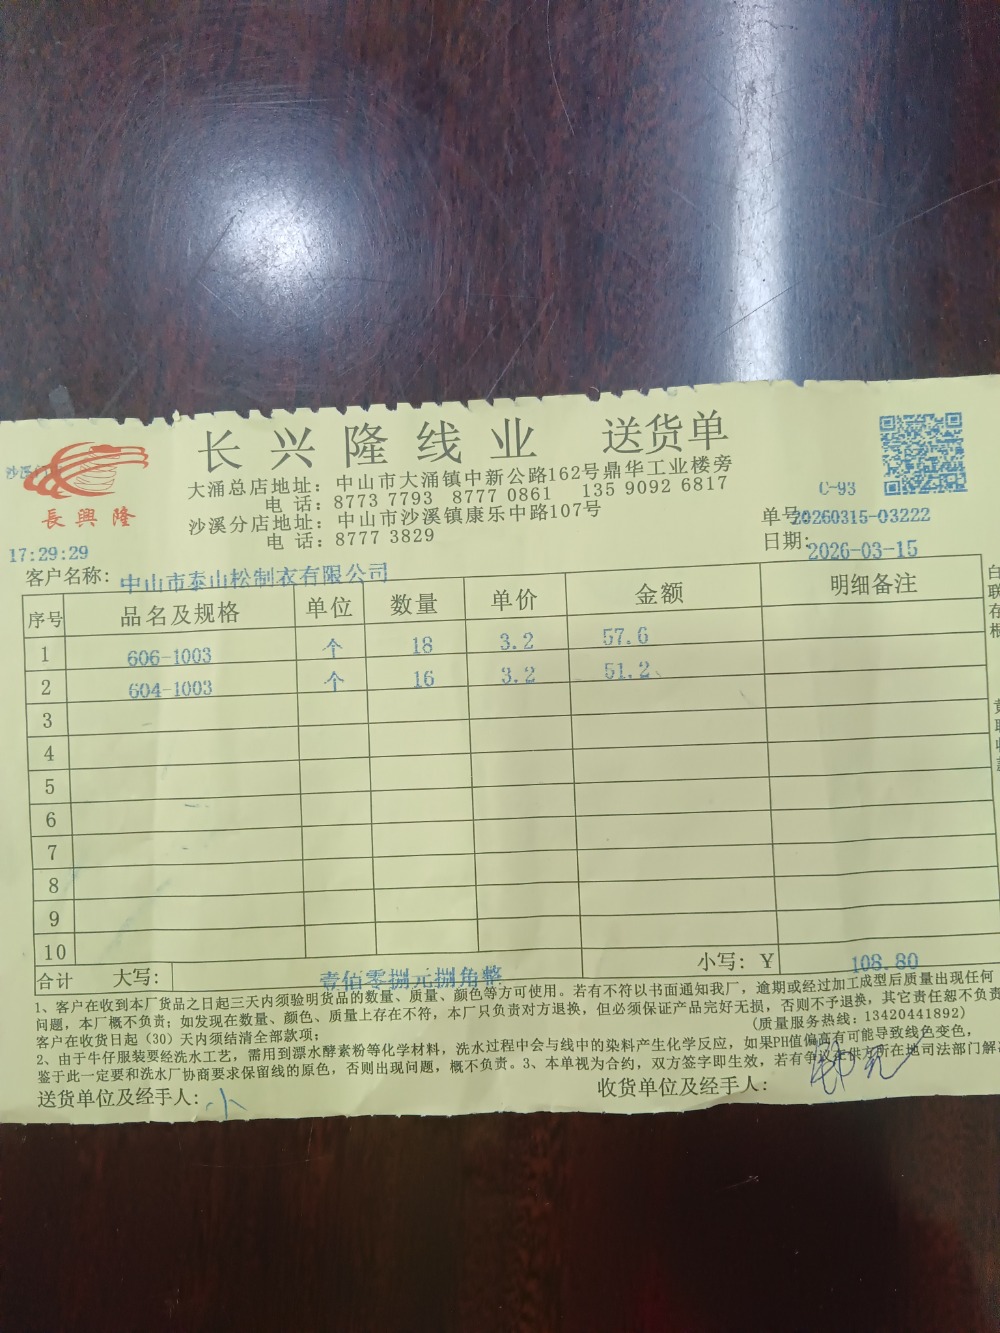 长兴隆线业 送货单
大涌总店地址：中山市大涌镇中新公路162号鼎华工业楼旁
电 话：8773 7793 8777 0861 135 9092 6817
沙溪分店地址：中山市沙溪镇康乐中路107号
电 话：8777 3829
沙溪
長興隆
C-93
单号20260315-03222
17:29:29
日期：2026-03-15
客户名称：中山市泰山松制衣有限公司
序号 品名及规格 单位 数量 单价 金额 明细备注
1 606-1003 个 18 3.2 57.6
2 604-1003 个 16 3.2 51.2
3
4
5
6
7
8
9
10
合计 大写：壹佰零捌元捌角整 小写：Y 108.80
1、客户在收到本厂货品之日起三天内须验明货品的数量、质量、颜色等方可使用。若有不符以书面通知我厂，逾期或经过加工成型后质量出现任何
问题，本厂概不负责；如发现在数量、颜色、质量上存在不符，本厂只负责对方退换，但必须保证产品完好无损，否则不予退换，其它责任恕不负责
客户在收货日起（30）天内须结清全部款项；
（质量服务热线：13420441892）
2、由于牛仔服装要经洗水工艺，需用到漂水酵素粉等化学材料，洗水过程中会与线中的染料产生化学反应，如果PH值偏高有可能导致线色变色，
鉴于此一定要和洗水厂协商要求保留线的原色，否则出现问题，概不负责。3、本单视为合约，双方签字即生效，若有争议在供方所在地司法部门解
送货单位及经手人：小
收货单位及经手人：
白联存根